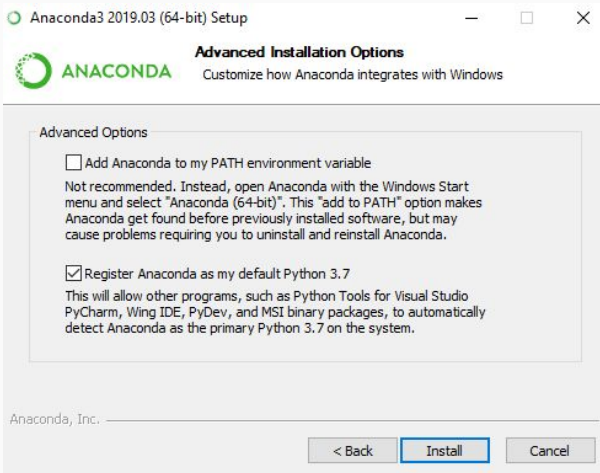 Anaconda3 2019.03 (64-bit) Setup
Advanced Installation Options
ANACONDA
Customize how Anaconda integrates with Windows
Advanced Options
Add Anaconda to my PATH environment variable
Not recommended. Instead, open Anaconda with the Windows Start
menu and select "Anaconda (64-bit)". This "add to PATH" option makes
Anaconda get found before previously installed software, but may
cause problems requiring you to uninstall and reinstall Anaconda.
Register Anaconda as my default Python 3.7
This will allow other programs, such as Python Tools for Visual Studio
PyCharm, Wing IDE, PyDev, and MSI binary packages, to automatically
detect Anaconda as the primary Python 3.7 on the system.
Anaconda, Inc.
< Back Install Cancel